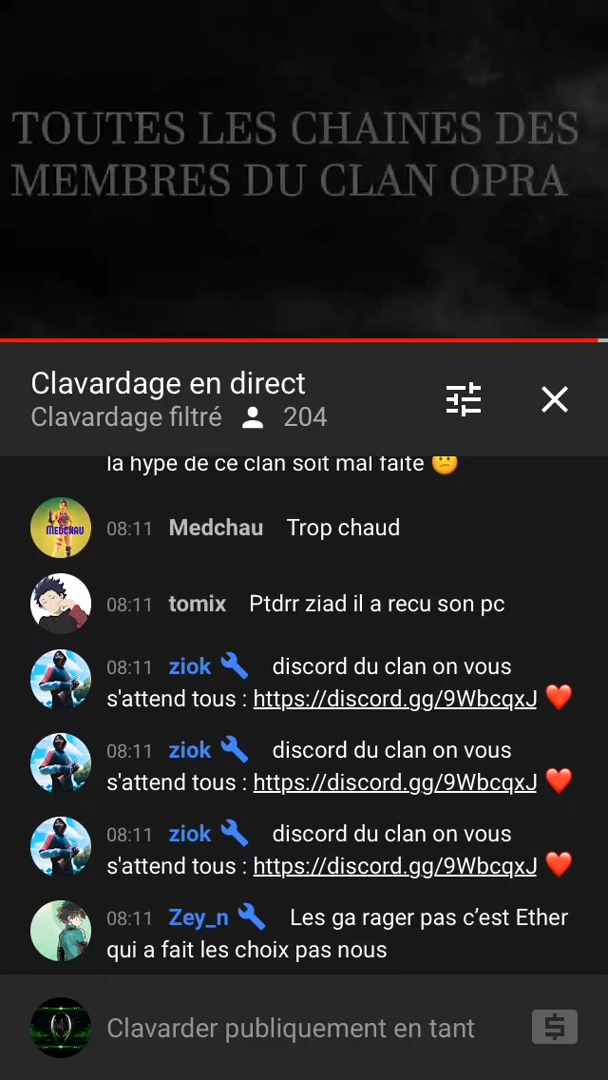 TOUTES LES CHAINES DES
MEMBRES DU CLAN OPRA
Clavardage en direct
Clavardage filtré 204
la hype de ce clan soit mal faite 😕
MEDCHAU
08:11 Medchau Trop chaud
08:11 tomix Ptdrr ziad il a recu son pc
08:11 ziok 🔧 discord du clan on vous
s'attend tous : https://discord.gg/9WbcqxJ ❤️
08:11 ziok 🔧 discord du clan on vous
s'attend tous : https://discord.gg/9WbcqxJ ❤️
08:11 ziok 🔧 discord du clan on vous
s'attend tous : https://discord.gg/9WbcqxJ ❤️
08:11 Zey_n 🔧 Les ga rager pas c’est Ether
qui a fait les choix pas nous
Clavarder publiquement en tant